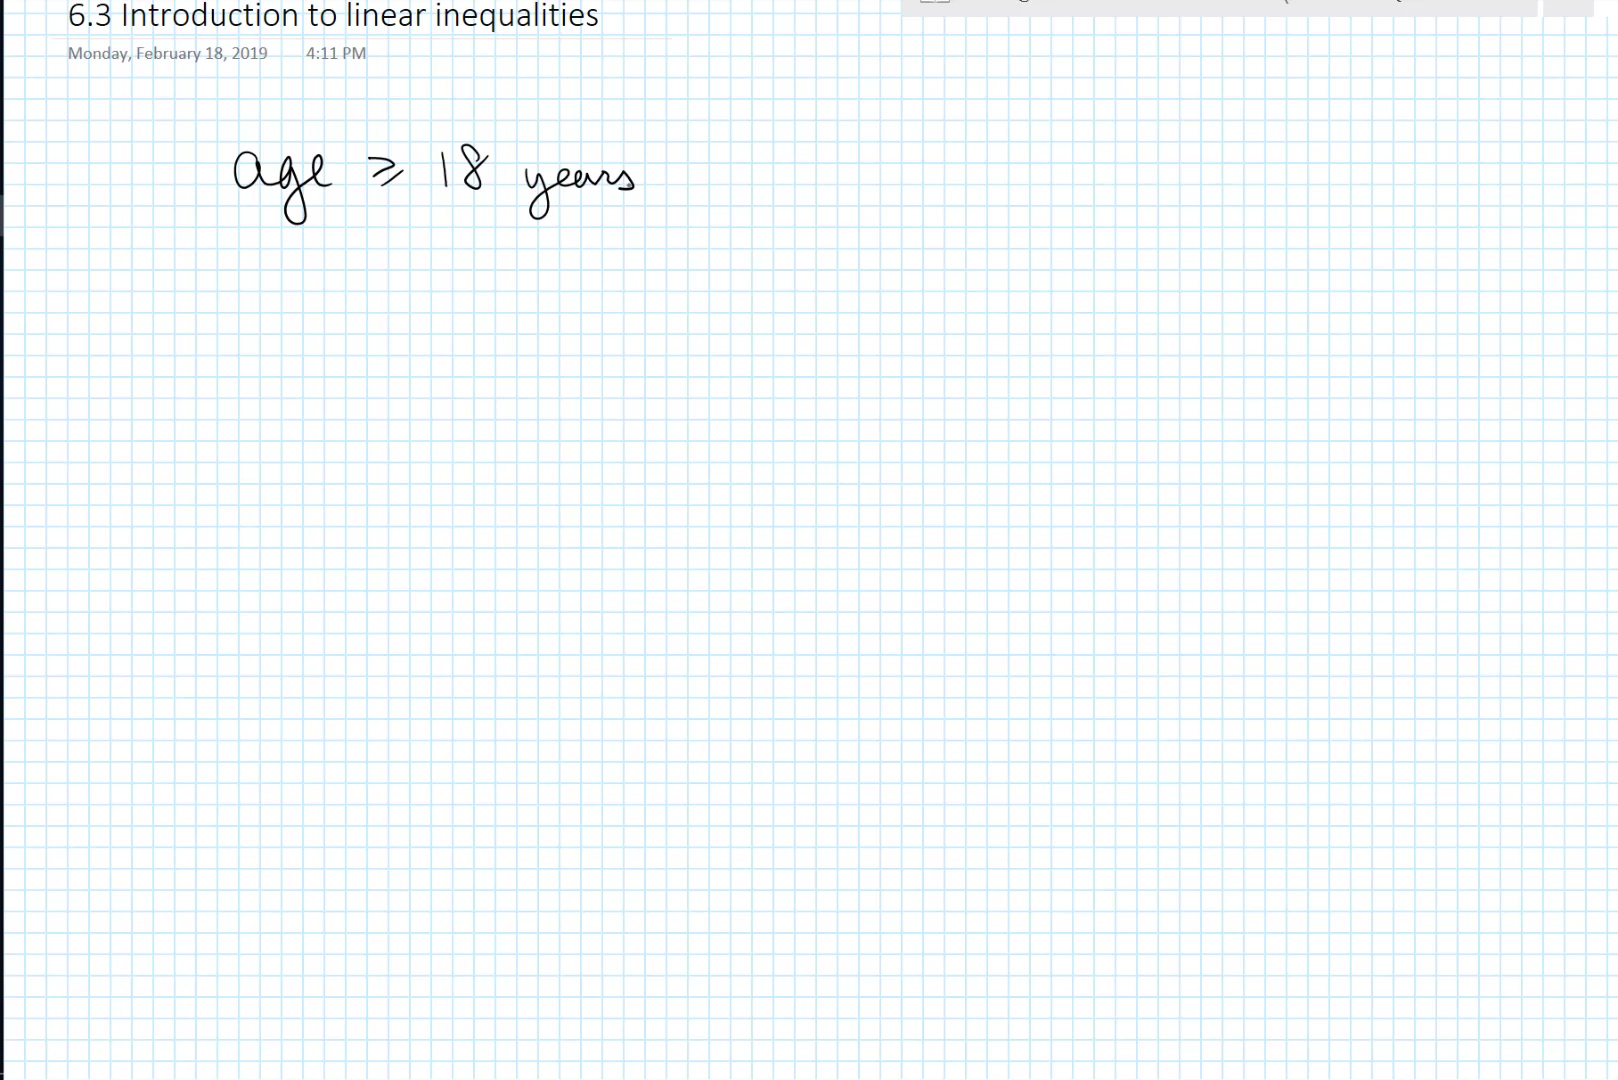 6.3 Introduction to linear inequalities
Monday, February 18, 2019 4:11 PM
age ⩾ 18 years